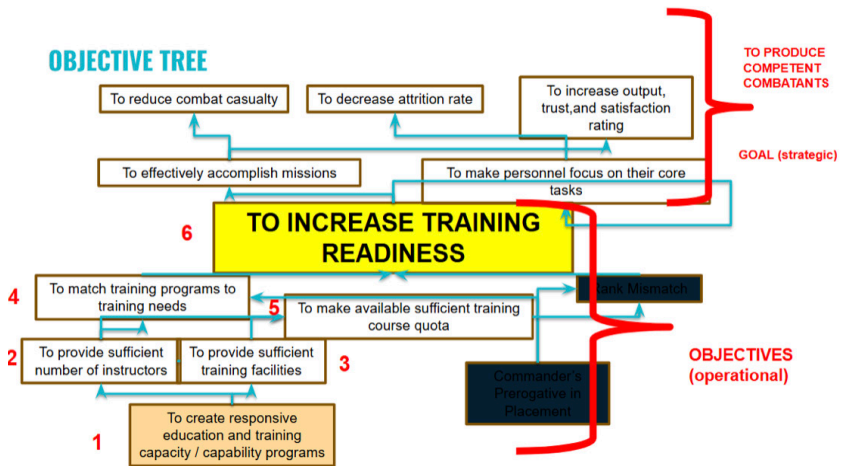 TO PRODUCE
COMPETENT
COMBATANTS
OBJECTIVE TREE
To reduce combat casualty
To decrease attrition rate
To increase output,
trust,and satisfaction
rating
GOAL (strategic)
To effectively accomplish missions
To make personnel focus on their core
tasks
6
TO INCREASE TRAINING
READINESS
4
To match training programs to
training needs
5
To make available sufficient training
course quota
Rank Mismatch
2
To provide sufficient
number of instructors
To provide sufficient
training facilities
3
OBJECTIVES
(operational)
Commander's
Prerogative in
Placement
1
To create responsive
education and training
capacity / capability programs